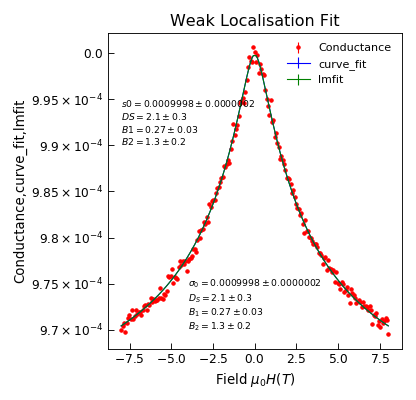 Weak Localisation Fit
Conductance,curve_fit,lmfit
0.0
9.95 × 10⁻⁴
9.9 × 10⁻⁴
9.85 × 10⁻⁴
9.8 × 10⁻⁴
9.75 × 10⁻⁴
9.7 × 10⁻⁴
Conductance
curve_fit
lmfit
s0 = 0.0009998 ± 0.0000002
DS = 2.1 ± 0.3
B1 = 0.27 ± 0.03
B2 = 1.3 ± 0.2
σ₀ = 0.0009998 ± 0.0000002
D_S = 2.1 ± 0.3
B₁ = 0.27 ± 0.03
B₂ = 1.3 ± 0.2
−7.5 −5.0 −2.5 0.0 2.5 5.0 7.5
Field μ₀H(T)